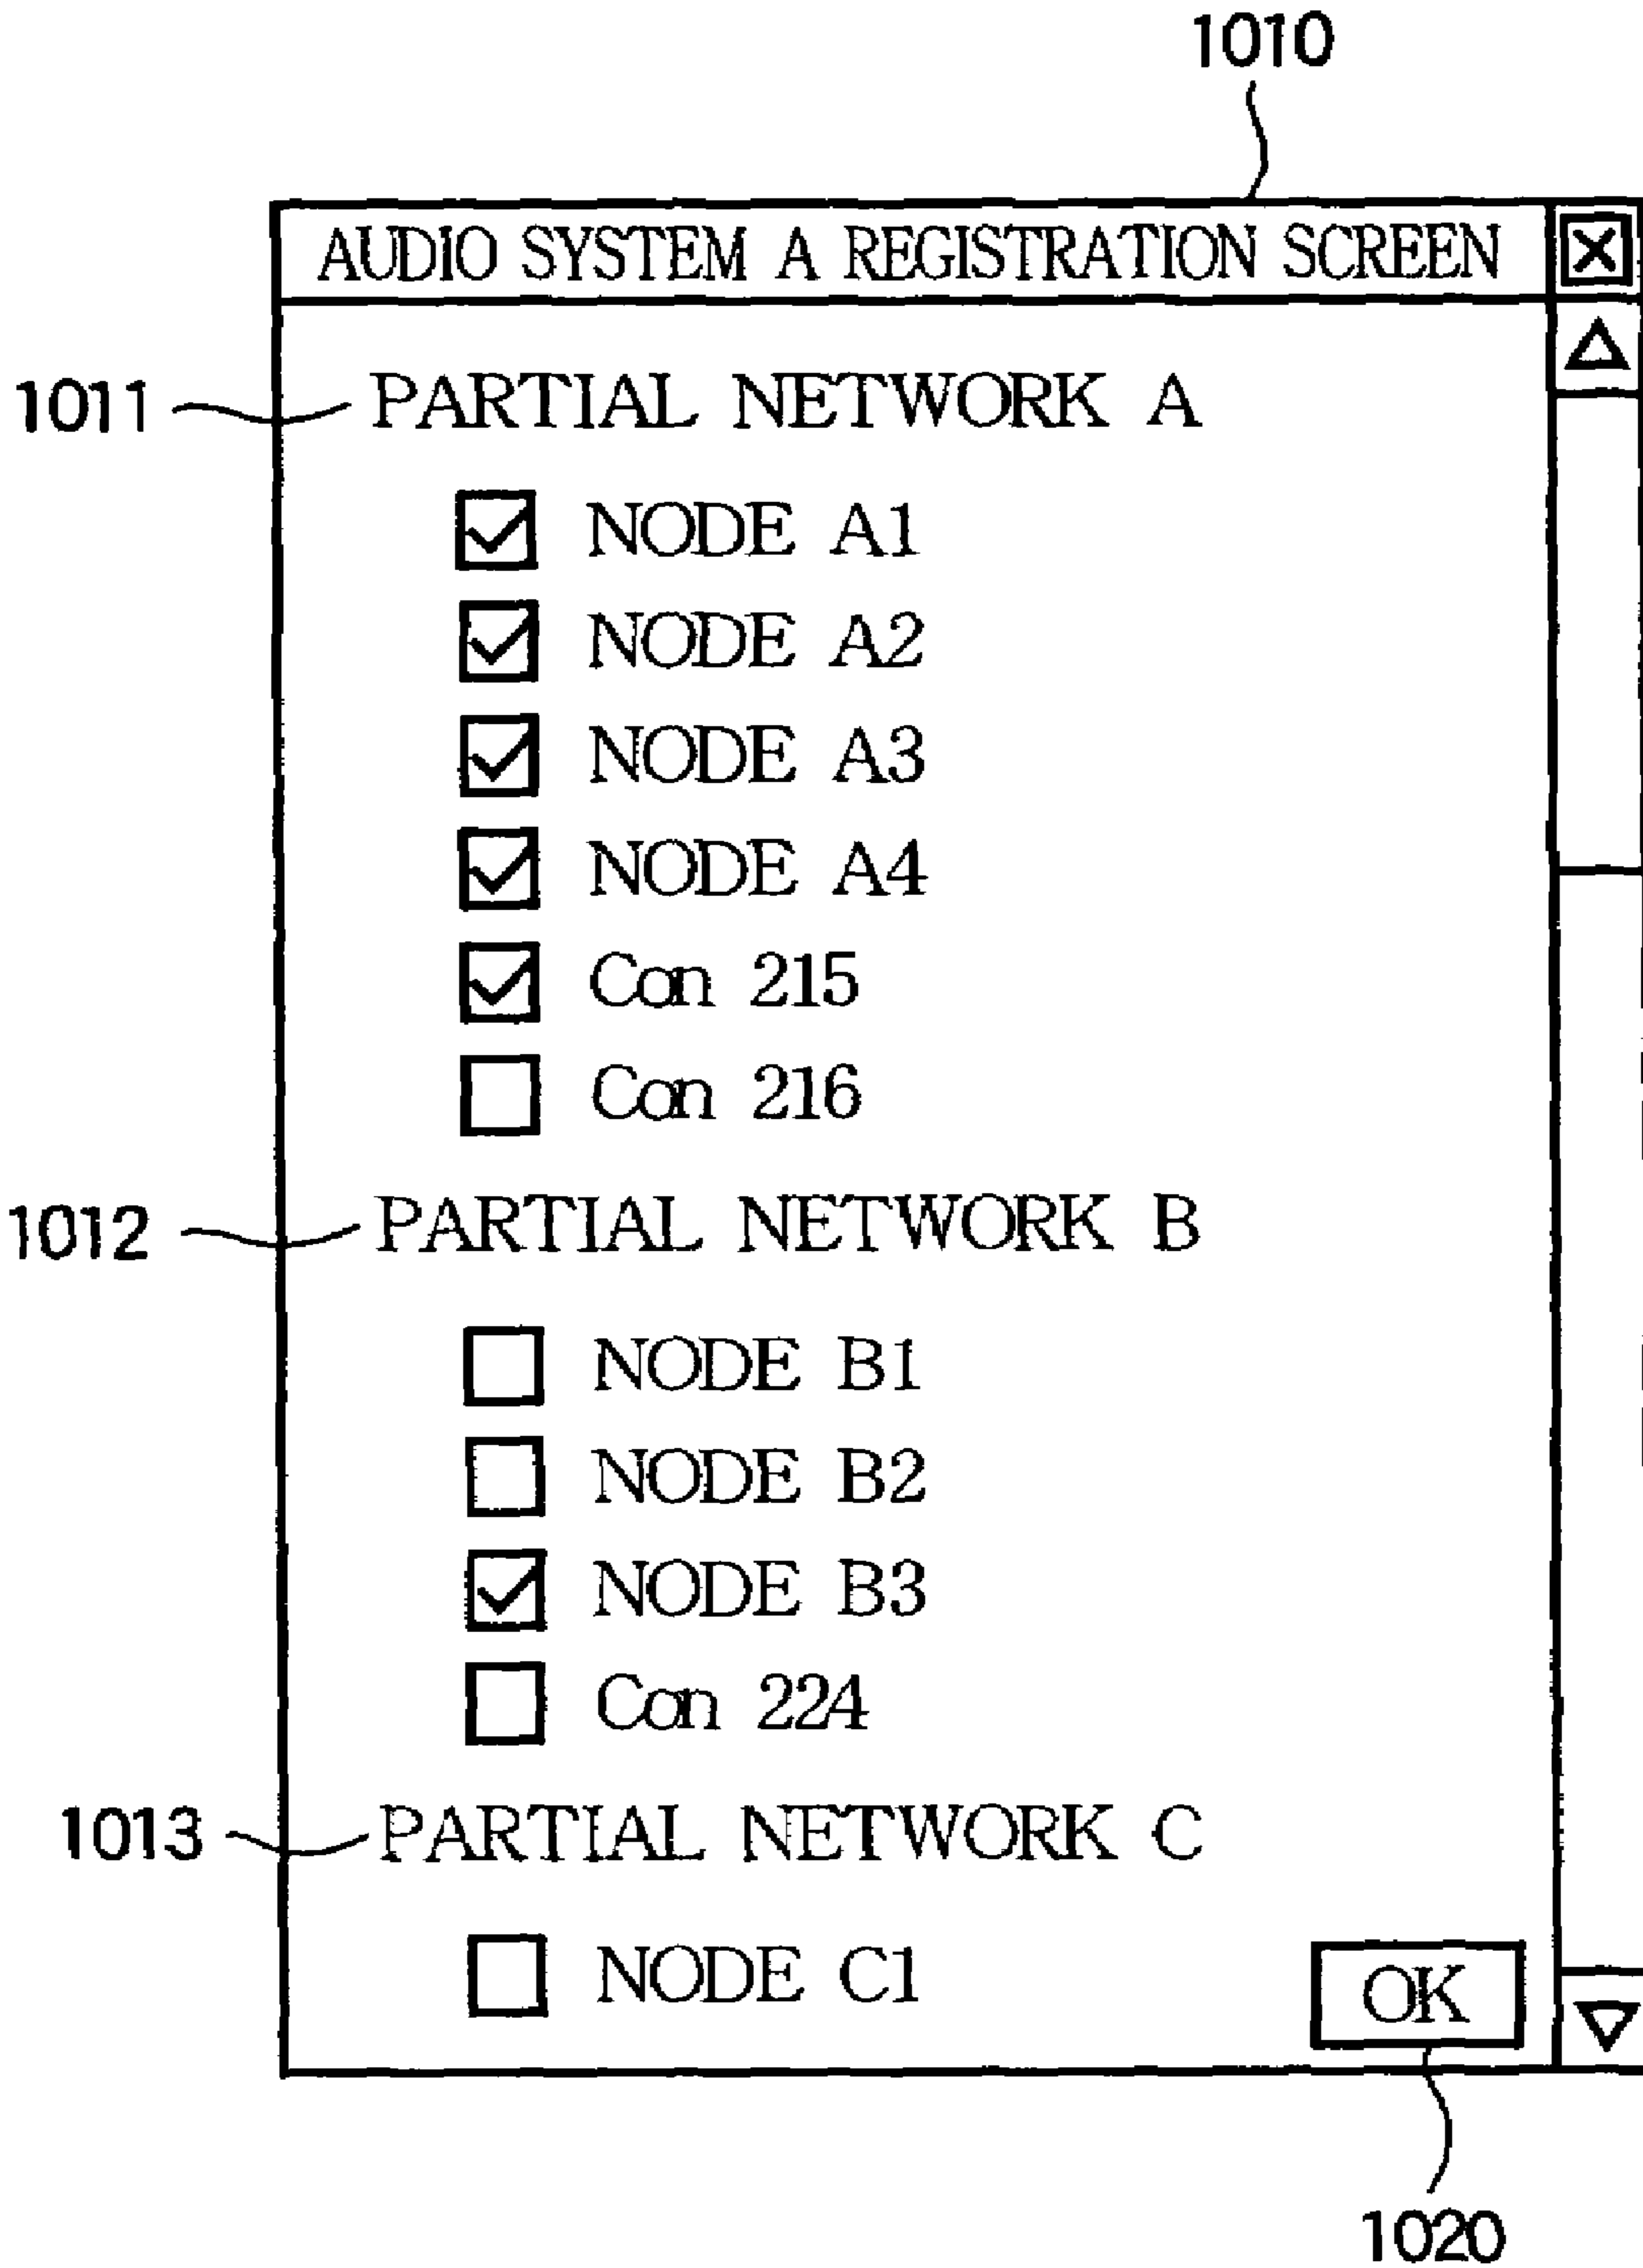 1010
AUDIO SYSTEM A REGISTRATION SCREEN
1011 PARTIAL NETWORK A
NODE A1
NODE A2
NODE A3
NODE A4
Con 215
Con 216
1012 PARTIAL NETWORK B
NODE B1
NODE B2
NODE B3
Con 224
1013 PARTIAL NETWORK C
NODE C1
OK
1020